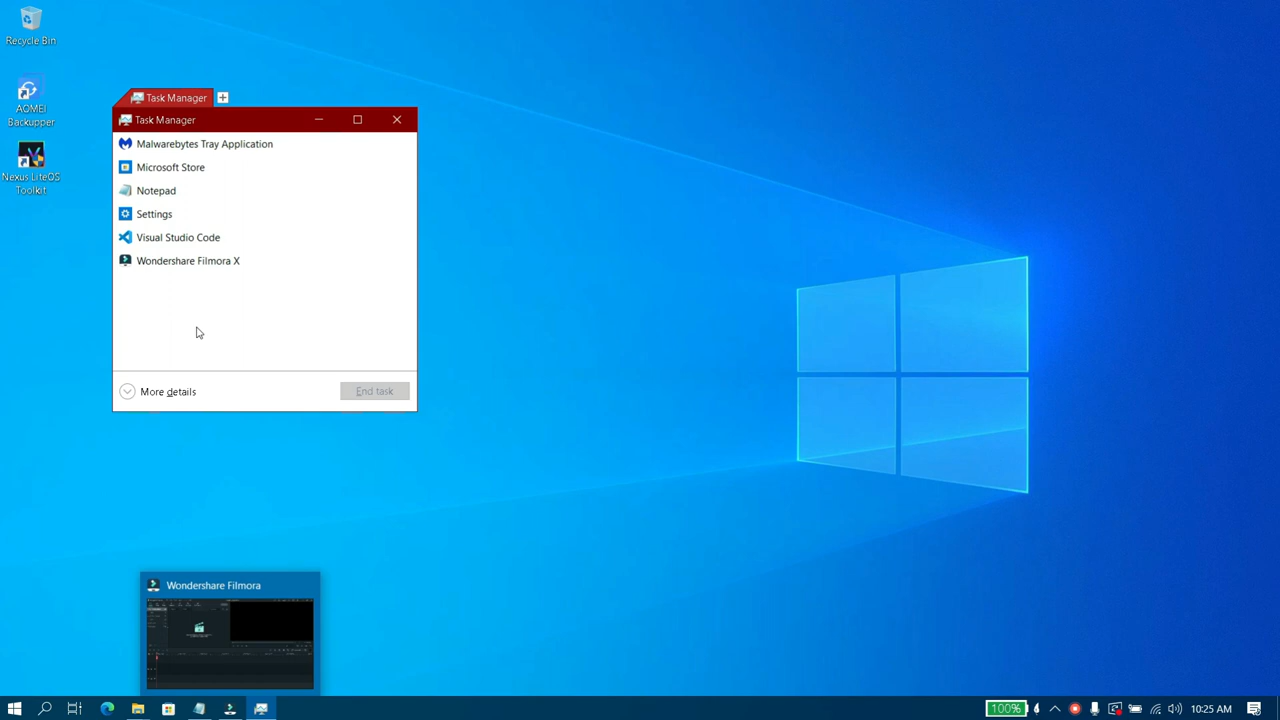 Recycle Bin
AOMEI
Backupper
Nexus LiteOS
Toolkit
Task Manager
Task Manager
Malwarebytes Tray Application
Microsoft Store
Notepad
Settings
Visual Studio Code
Wondershare Filmora X
More details
End task
Wondershare Filmora
100%
10:25 AM